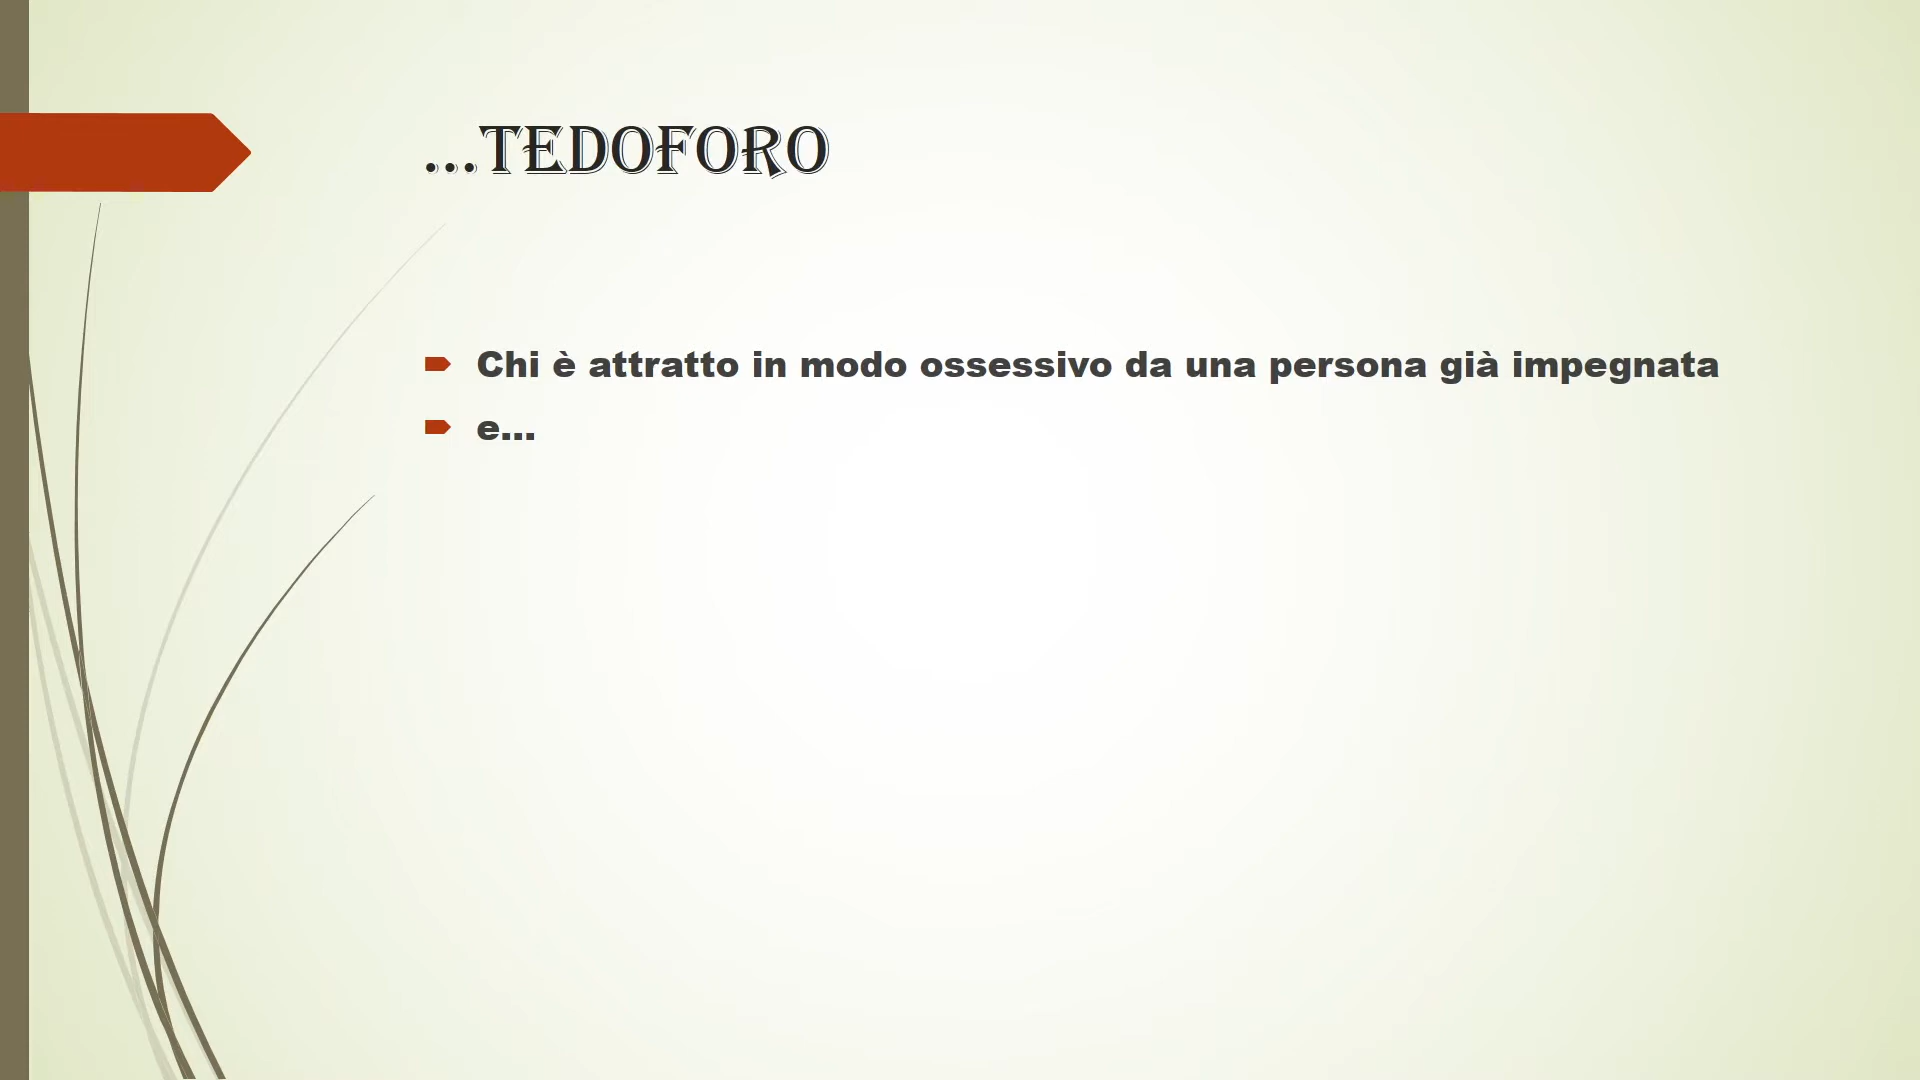 ...TEDOFORO
Chi è attratto in modo ossessivo da una persona già impegnata
e...